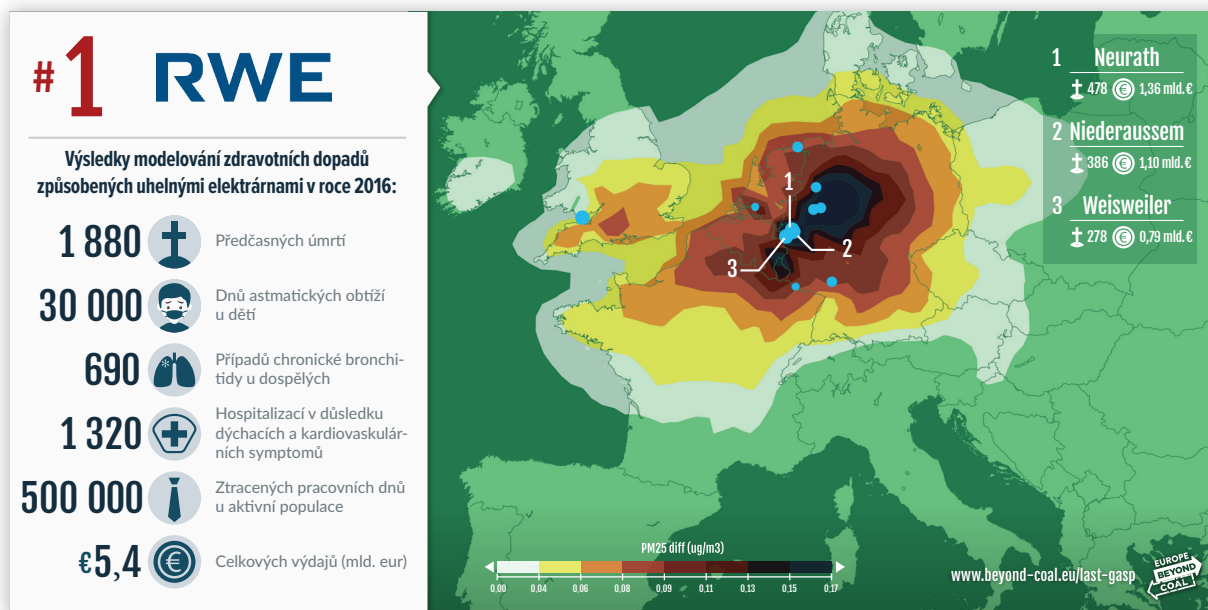 #1 RWE
Výsledky modelování zdravotních dopadů
způsobených uhelnými elektrárnami v roce 2016:
1 880 Předčasných úmrtí
30 000 Dnů astmatických obtíží
u dětí
690 Případů chronické bronchi-
tidy u dospělých
1 320 Hospitalizací v důsledku
dýchacích a kardiovaskulár-
ních symptomů
500 000 Ztracených pracovních dnů
u aktivní populace
€5,4 € Celkových výdajů (mld. eur)
1
2
3
1 Neurath
478 € 1,36 mld.€
2 Niederaussem
386 € 1,10 mld.€
3 Weisweiler
278 € 0,79 mld.€
PM25 diff (ug/m3)
0,00 0,04 0,06 0,08 0,09 0,11 0,13 0,15 0,17
www.beyond-coal.eu/last-gasp
EUROPE
BEYOND
COAL